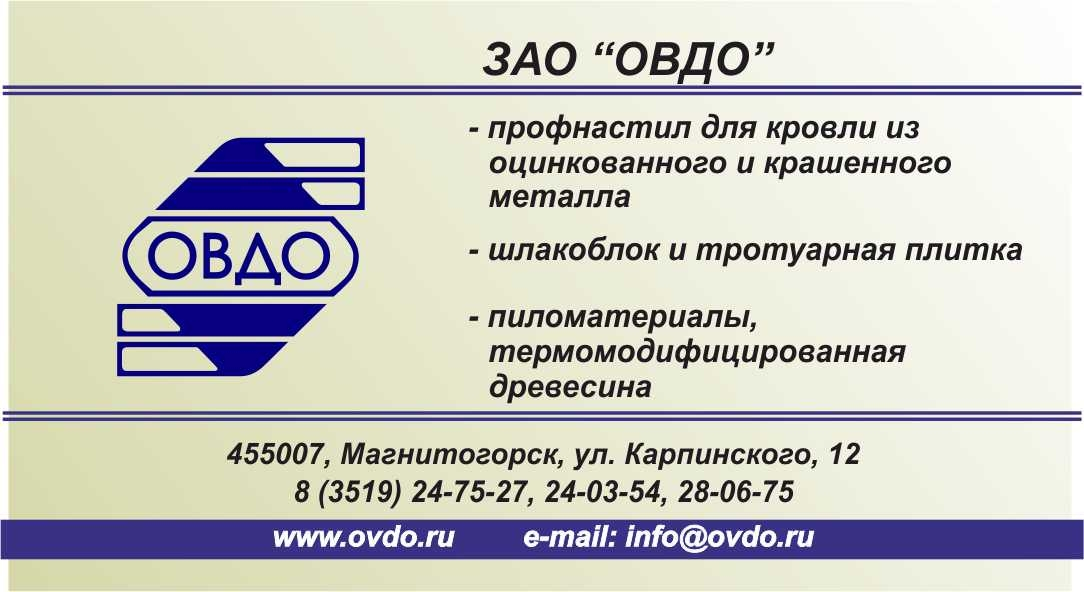 ЗАО “ОВДО”
- профнастил для кровли из
оцинкованного и крашенного
металла
ОВДО
- шлакоблок и тротуарная плитка
- пиломатериалы,
термомодифицированная
древесина
455007, Магнитогорск, ул. Карпинского, 12
8 (3519) 24-75-27, 24-03-54, 28-06-75
www.ovdo.ru e-mail: info@ovdo.ru